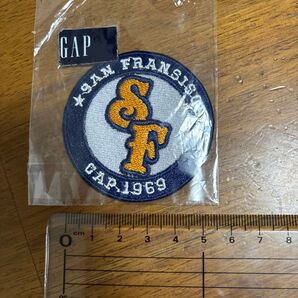 GAP
★SAN FRANSIS
SF
GAP.1969
0 1 2 3 4 5 6 7 8
cm